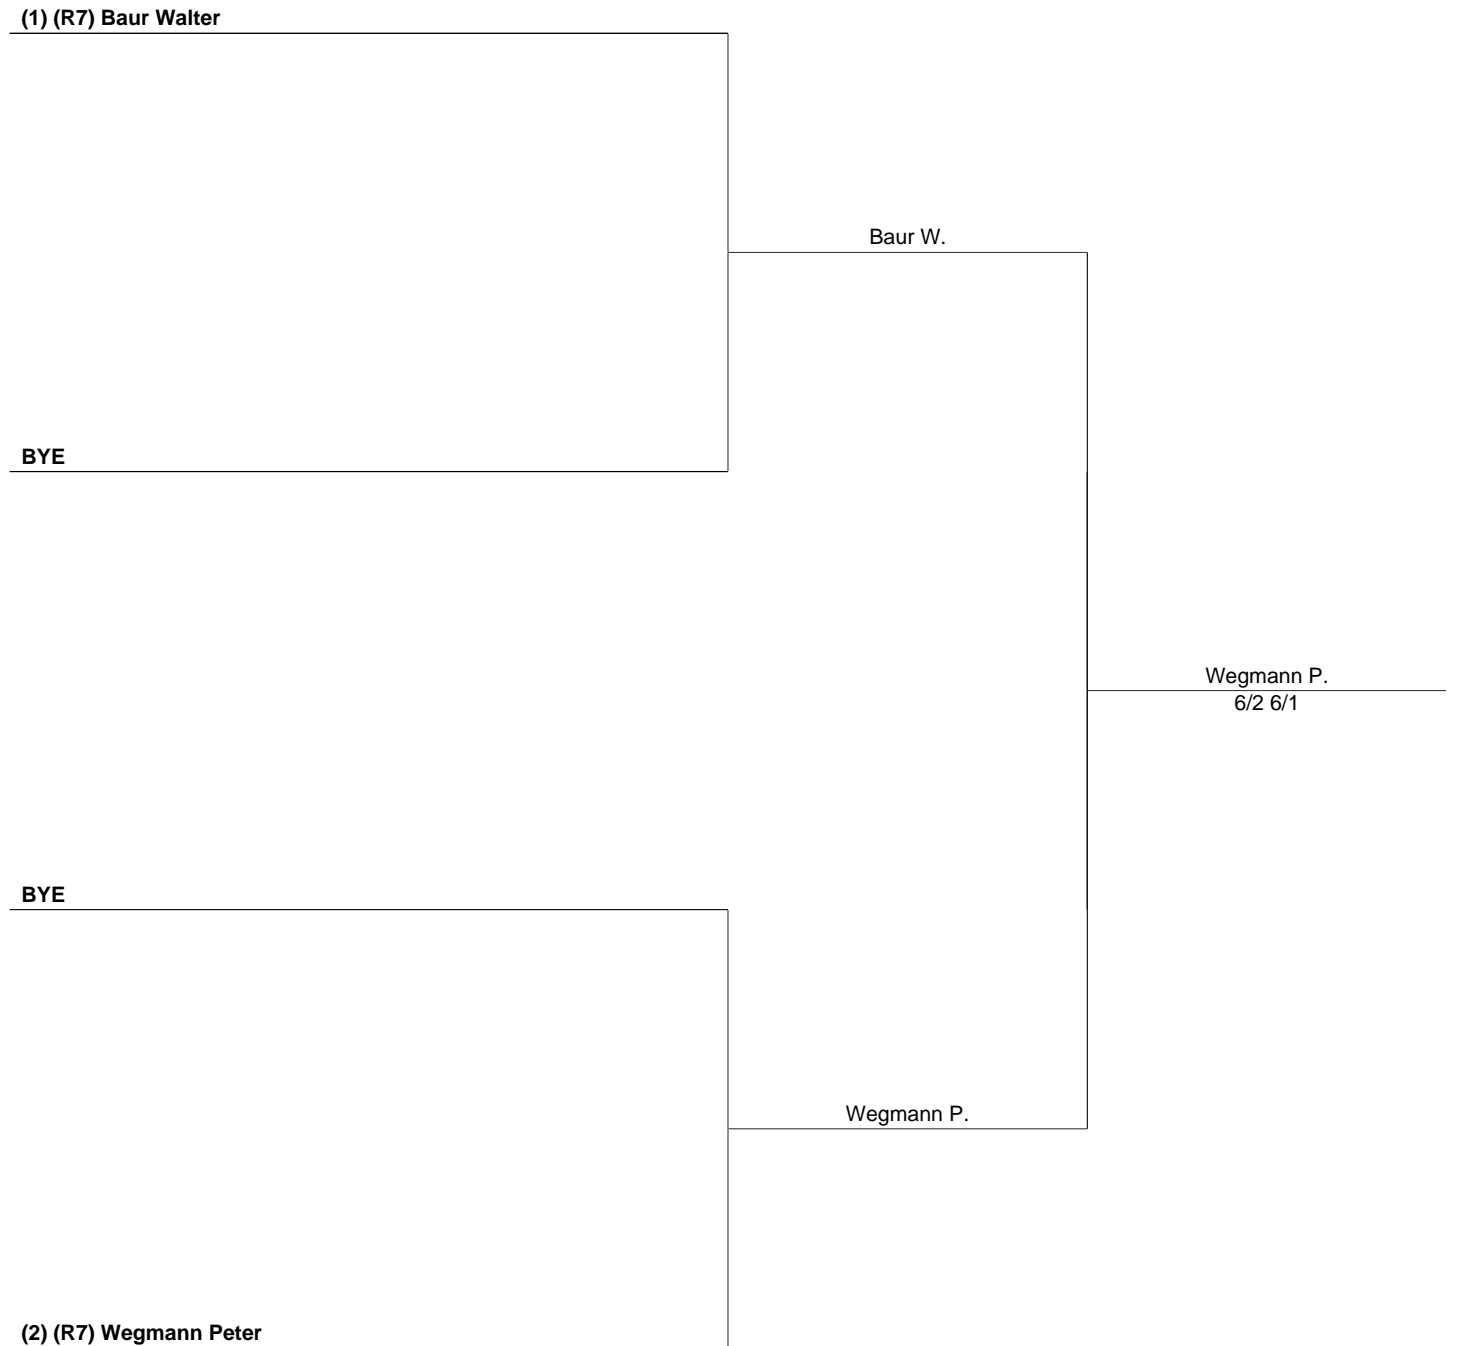 (1) (R7) Baur Walter
Baur W.
BYE
Wegmann P.
6/2 6/1
BYE
Wegmann P.
(2) (R7) Wegmann Peter